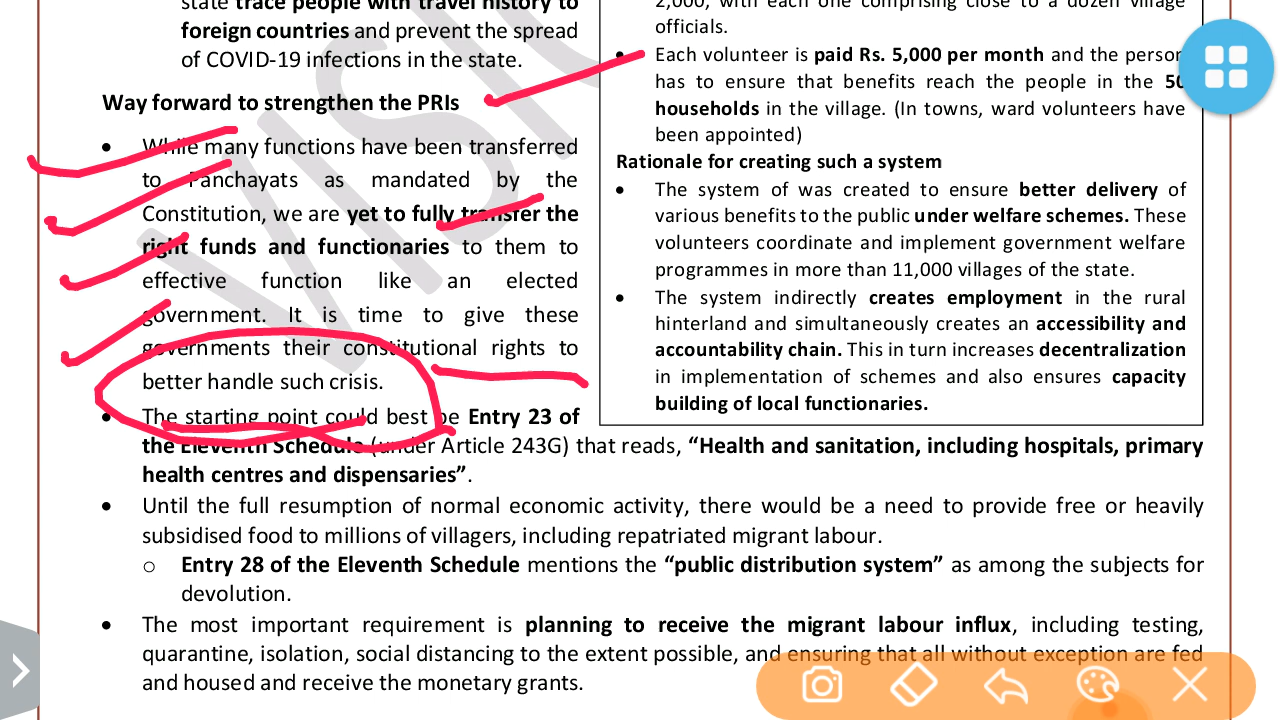 state trace people with travel history to
foreign countries and prevent the spread
of COVID-19 infections in the state.
Way forward to strengthen the PRIs
• While many functions have been transferred
to Panchayats as mandated by the
Constitution, we are yet to fully transfer the
right funds and functionaries to them to
effective function like an elected
government. It is time to give these
governments their constitutional rights to
better handle such crisis.
• The starting point could best be Entry 23 of
the Eleventh Schedule (under Article 243G) that reads, “Health and sanitation, including hospitals, primary
health centres and dispensaries”.
• Until the full resumption of normal economic activity, there would be a need to provide free or heavily
subsidised food to millions of villagers, including repatriated migrant labour.
o Entry 28 of the Eleventh Schedule mentions the “public distribution system” as among the subjects for
devolution.
• The most important requirement is planning to receive the migrant labour influx, including testing,
quarantine, isolation, social distancing to the extent possible, and ensuring that all without exception are fed
and housed and receive the monetary grants.
2,000, with each one comprising close to a dozen village
officials.
• Each volunteer is paid Rs. 5,000 per month and the person
has to ensure that benefits reach the people in the 50
households in the village. (In towns, ward volunteers have
been appointed)
Rationale for creating such a system
• The system of was created to ensure better delivery of
various benefits to the public under welfare schemes. These
volunteers coordinate and implement government welfare
programmes in more than 11,000 villages of the state.
• The system indirectly creates employment in the rural
hinterland and simultaneously creates an accessibility and
accountability chain. This in turn increases decentralization
in implementation of schemes and also ensures capacity
building of local functionaries.